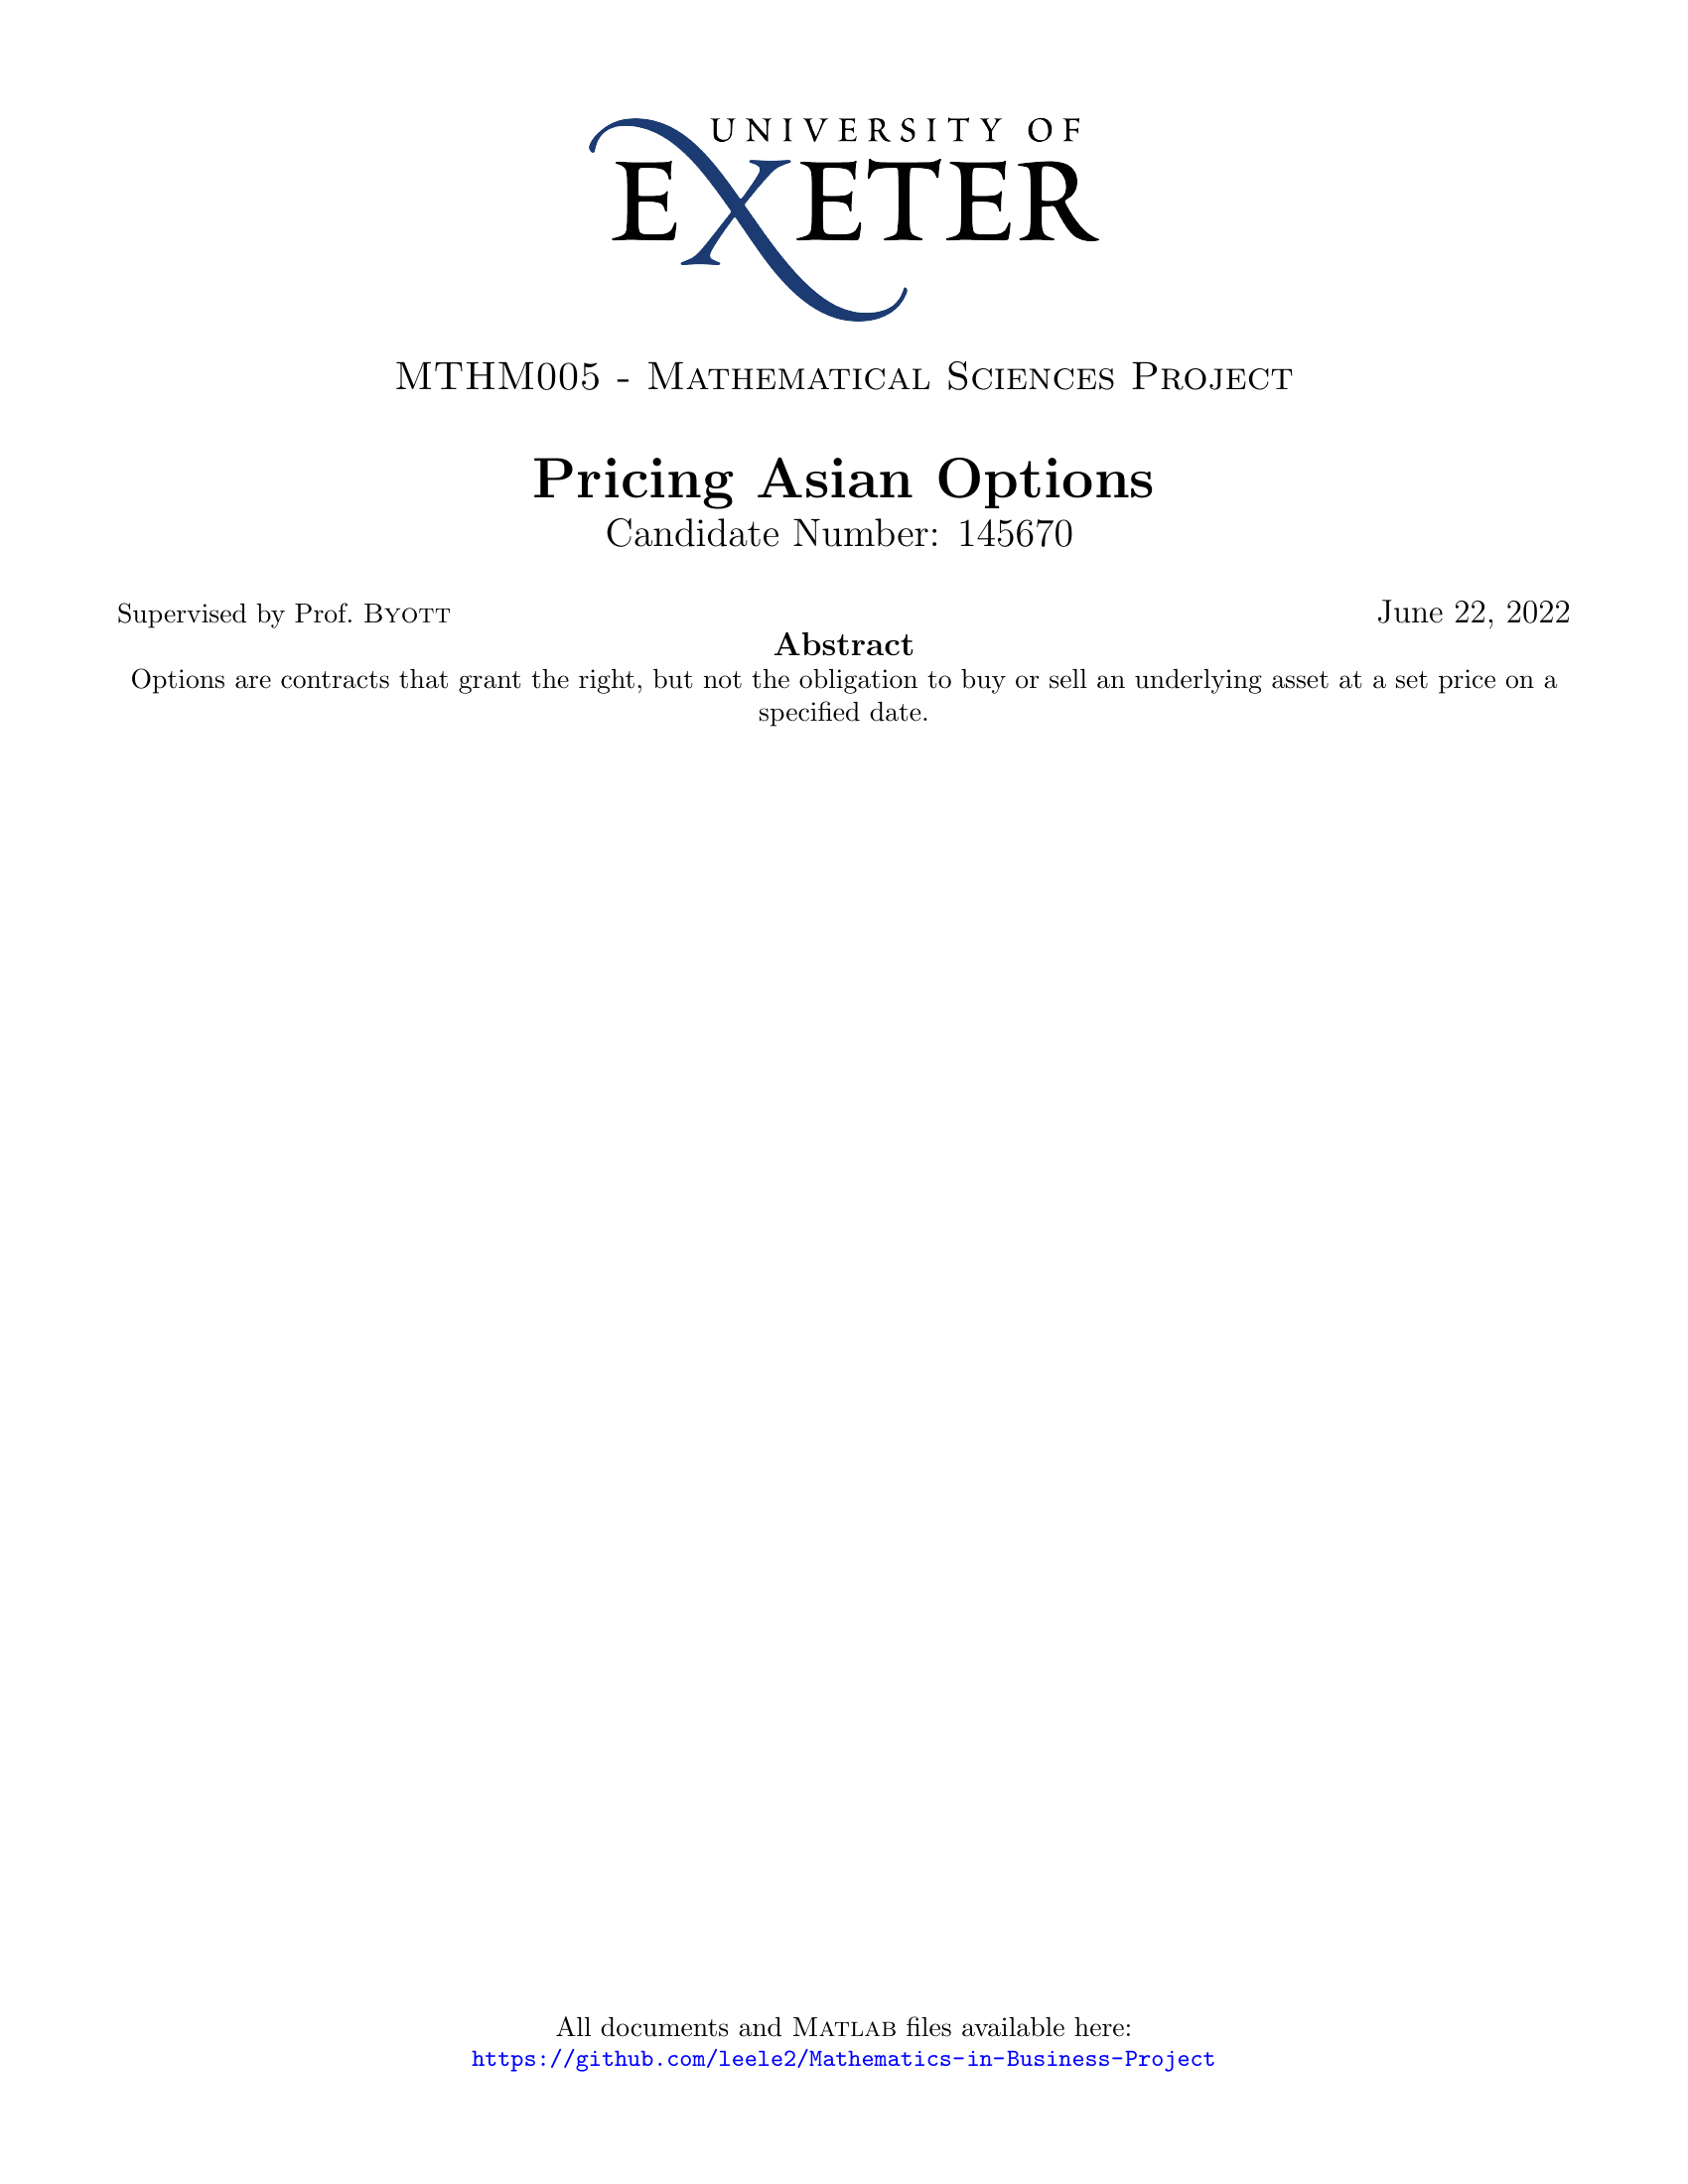 UNIVERSITY OF
EXETER
MTHM005 - Mathematical Sciences Project
Pricing Asian Options
Candidate Number: 145670
Supervised by Prof. Byott
June 22, 2022
Abstract
Options are contracts that grant the right, but not the obligation to buy or sell an underlying asset at a set price on a
specified date.
All documents and Matlab files available here:
https://github.com/leele2/Mathematics-in-Business-Project